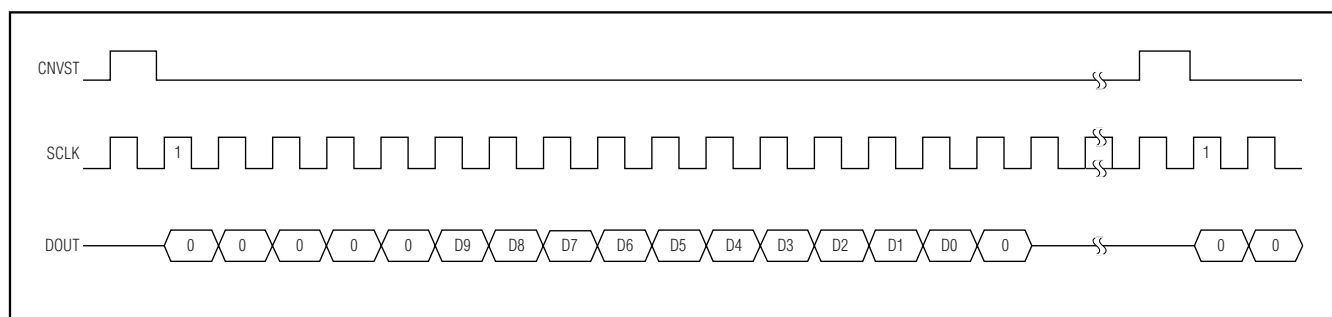 CNVST
SCLK 1 1
DOUT 0 0 0 0 0 D9 D8 D7 D6 D5 D4 D3 D2 D1 D0 0 0 0